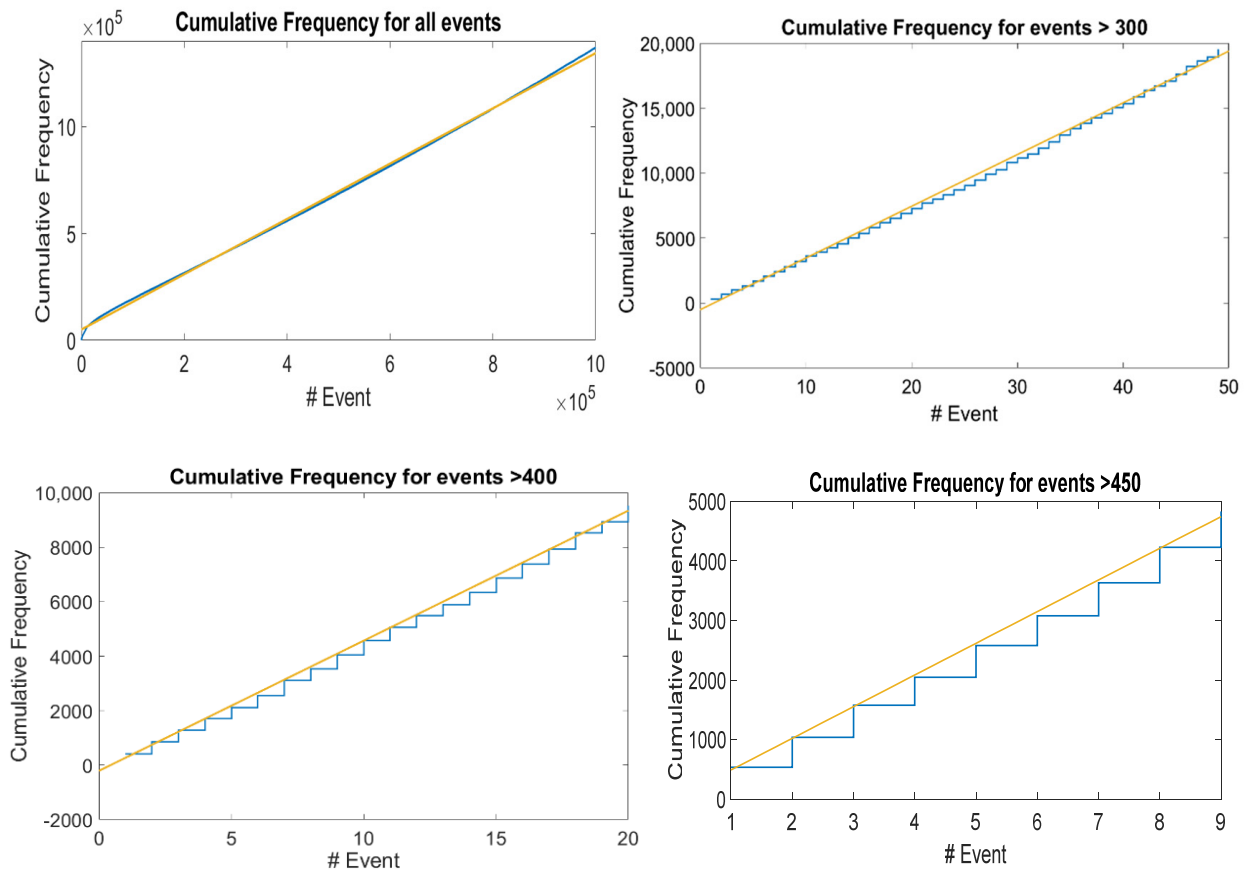 Cumulative Frequency for all events
×10⁵
10
5
0
Cumulative Frequency
0 2 4 6 8 10
# Event
×10⁵
Cumulative Frequency for events > 300
20,000
15,000
10,000
5000
0
-5000
Cumulative Frequency
0 10 20 30 40 50
# Event
Cumulative Frequency for events >400
10,000
8000
6000
4000
2000
0
-2000
Cumulative Frequency
0 5 10 15 20
# Event
Cumulative Frequency for events >450
5000
4000
3000
2000
1000
0
Cumulative Frequency
1 2 3 4 5 6 7 8 9
# Event